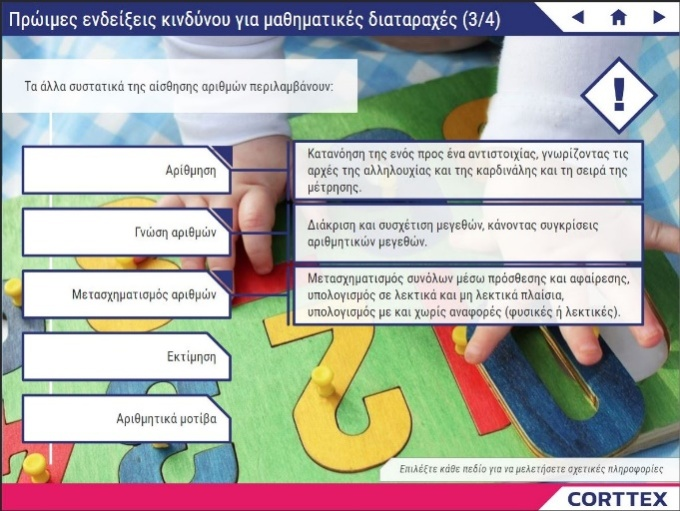 Πρώιμες ενδείξεις κινδύνου για μαθηματικές διαταραχές (3/4)
Τα άλλα συστατικά της αίσθησης αριθμών περιλαμβάνουν:
!
Αρίθμηση
Κατανόηση της ενός προς ένα αντιστοιχίας, γνωρίζοντας τις
αρχές της αλληλουχίας και της καρδινάλης και τη σειρά της
μέτρησης.
Γνώση αριθμών
Διάκριση και συσχέτιση μεγεθών, κάνοντας συγκρίσεις
αριθμητικών μεγεθών.
Μετασχηματισμός αριθμών
Μετασχηματισμός συνόλων μέσω πρόσθεσης και αφαίρεσης,
υπολογισμός σε λεκτικά και μη λεκτικά πλαίσια,
υπολογισμός με και χωρίς αναφορές (φυσικές ή λεκτικές).
Εκτίμηση
Αριθμητικά μοτίβα
Επιλέξτε κάθε πεδίο για να μελετήσετε σχετικές πληροφορίες
CORTTEX